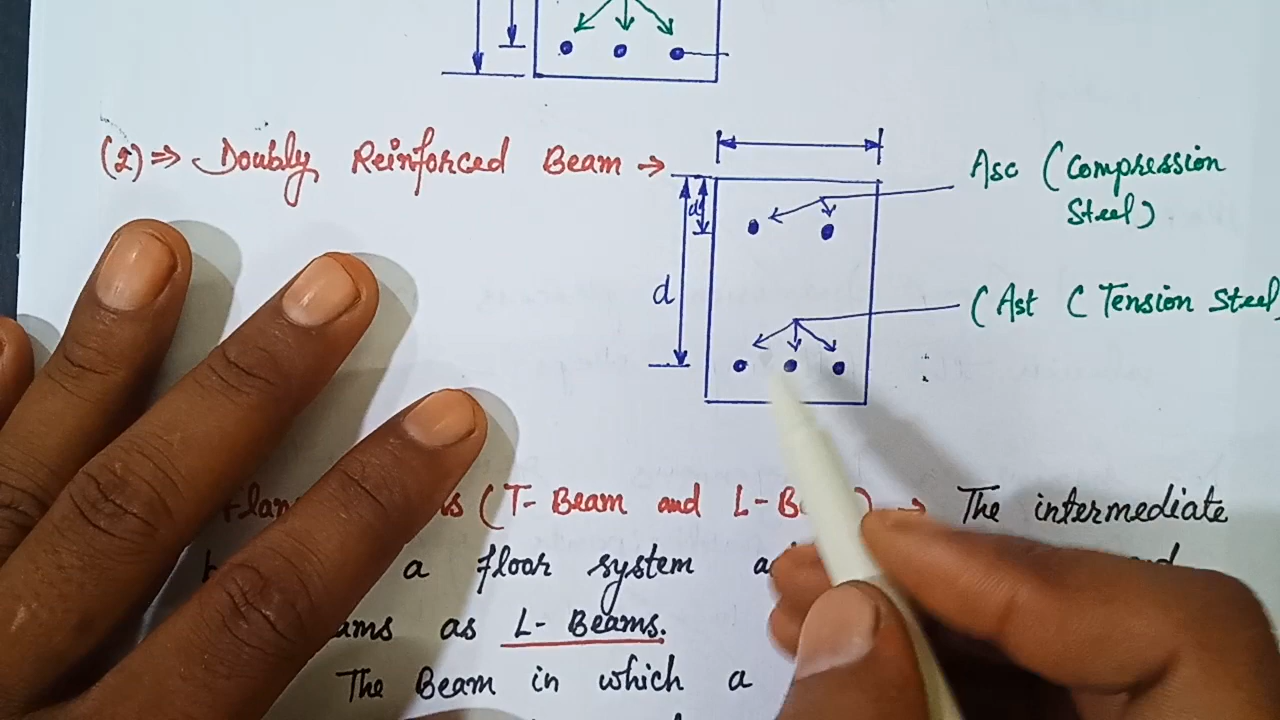 (2) ⇒ Doubly Reinforced Beam →
Asc (Compression
Steel)
d'
d
(Ast (Tension Steel)
(T-Beam and L-Beam) → The intermediate
a floor system
as L-Beams.
The Beam in which a